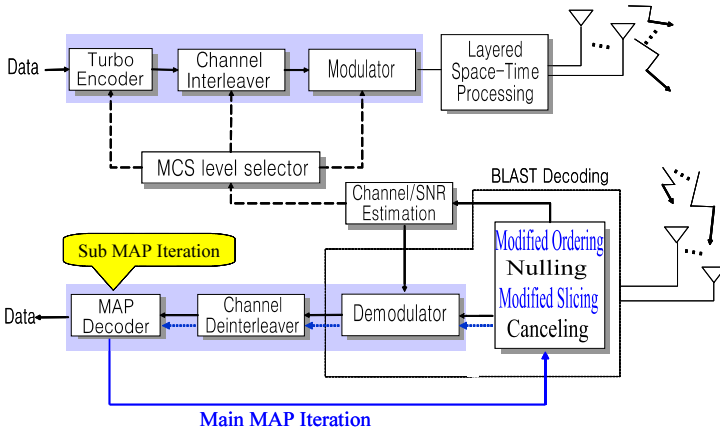 Data
Turbo
Encoder
Channel
Interleaver
Modulator
Layered
Space-Time
Processing
MCS level selector
BLAST Decoding
Channel/SNR
Estimation
Sub MAP Iteration
Modified Ordering
Nulling
Modified Slicing
Canceling
Data
MAP
Decoder
Channel
Deinterleaver
Demodulator
Main MAP Iteration